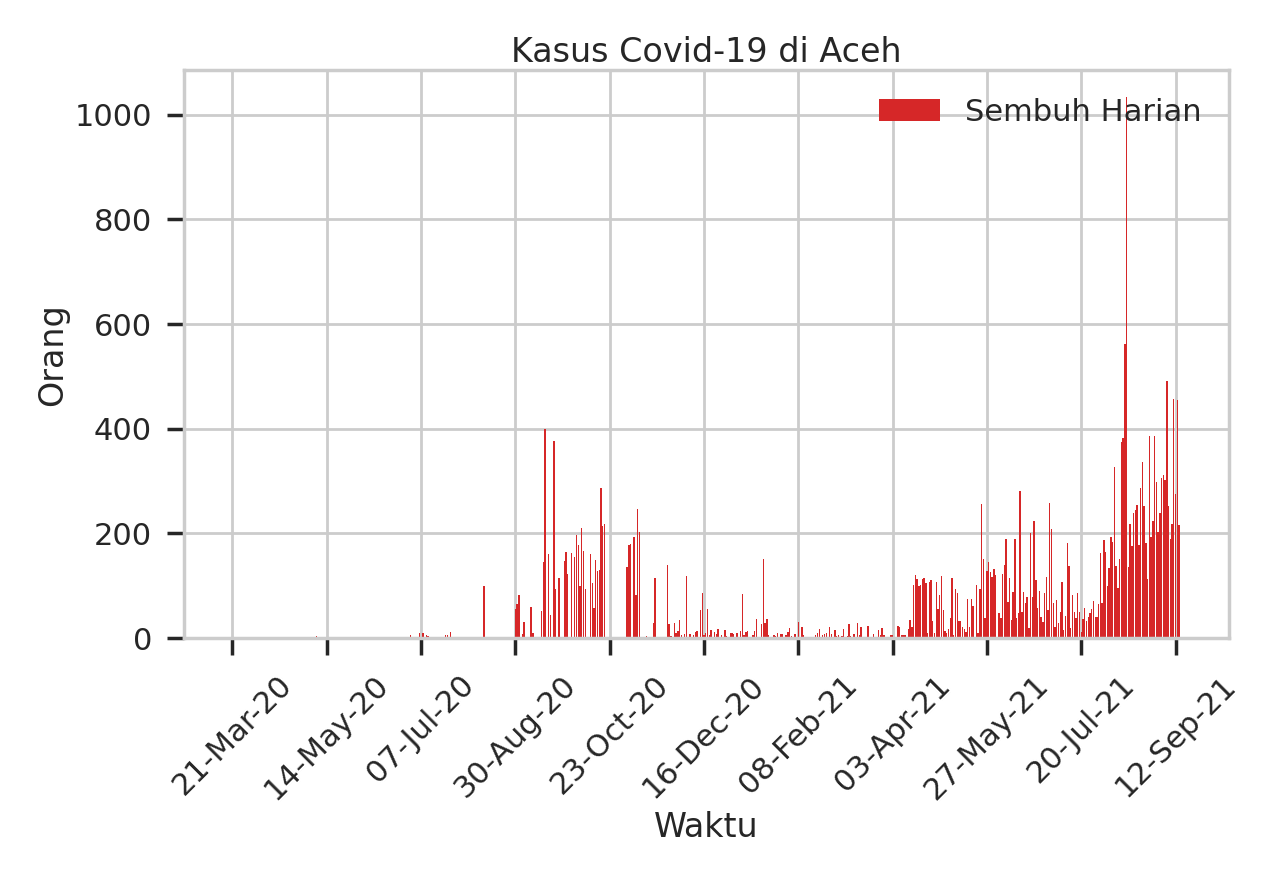 Kasus Covid-19 di Aceh
Sembuh Harian
Orang
1000
800
600
400
200
0
21-Mar-20
14-May-20
07-Jul-20
30-Aug-20
23-Oct-20
16-Dec-20
08-Feb-21
03-Apr-21
27-May-21
20-Jul-21
12-Sep-21
Waktu